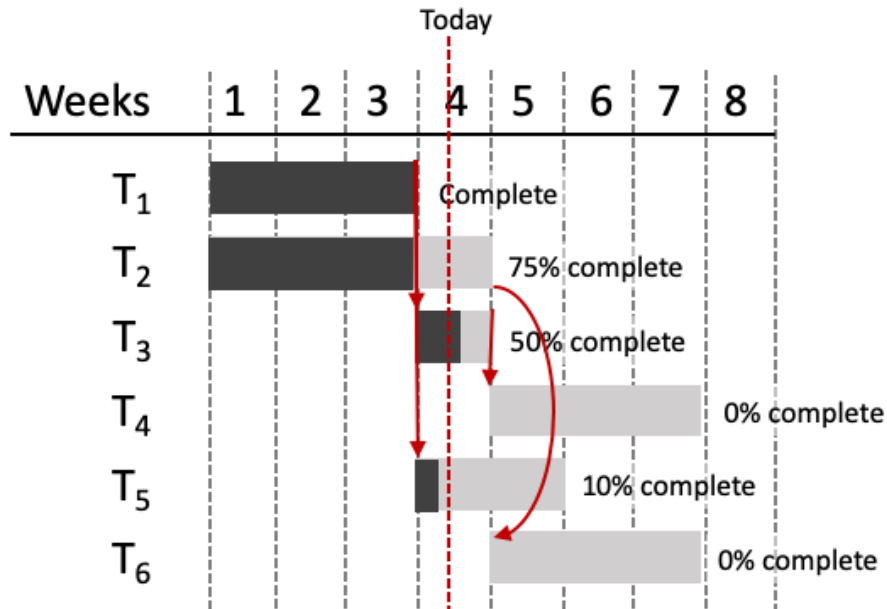 Today
Weeks 1 2 3 4 5 6 7 8
T1 Complete
T2 75% complete
T3 50% complete
T4 0% complete
T5 10% complete
T6 0% complete